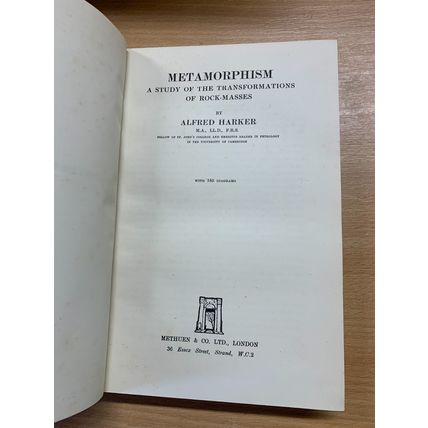 METAMORPHISM
A STUDY OF THE TRANSFORMATIONS
OF ROCK-MASSES
BY
ALFRED HARKER
M.A., LL.D., F.R.S.
FELLOW OF ST. JOHN'S COLLEGE AND EMERITUS READER IN PETROLOGY
IN THE UNIVERSITY OF CAMBRIDGE
WITH 185 DIAGRAMS
METHUEN & CO. LTD., LONDON
36 Essex Street, Strand, W.C.2